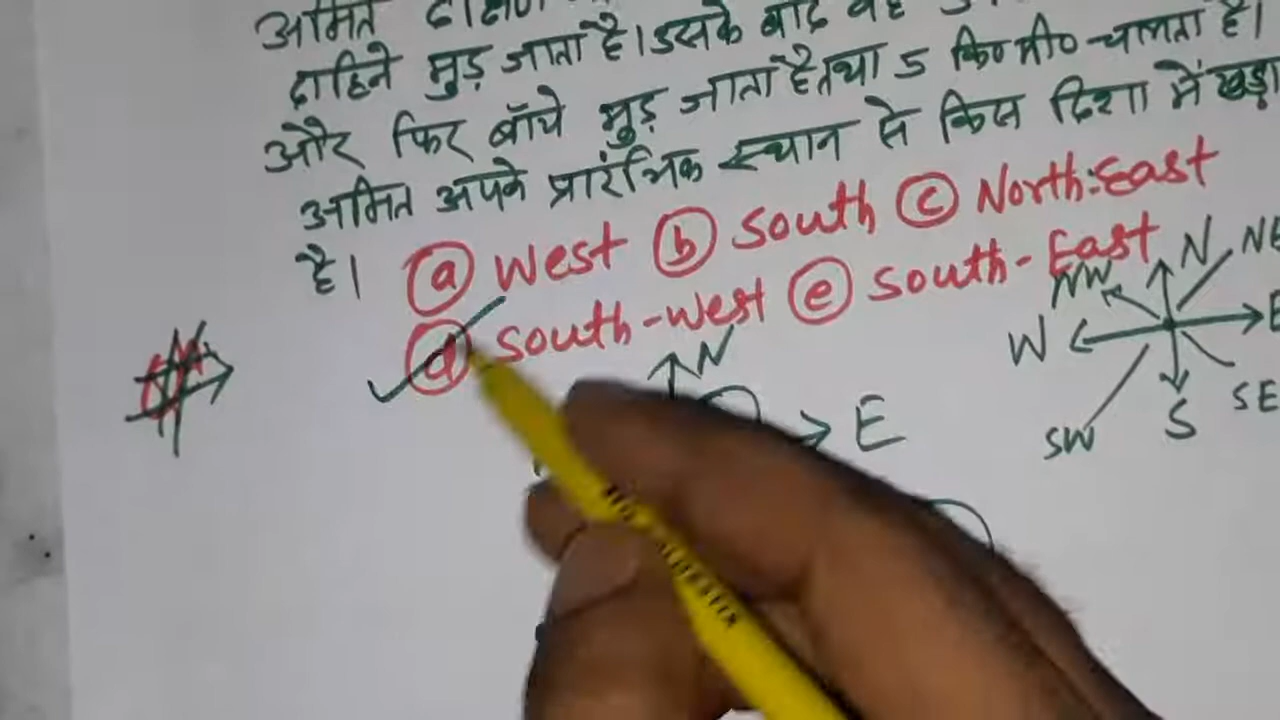 अमित
दाहिने मुड़ जाता है। इसके बाद वह
और फिर बाँये मुड़ जाता है तथा 5 कि०मी० चलता है।
अमित अपके प्रारंभिक स्थान से किस दिशा में खड़ा
है। ⓐ West ⓑ South ⓒ North-East
ⓓ South-West ⓔ South-East
N NE
NW
W E
SW S SE
N
E